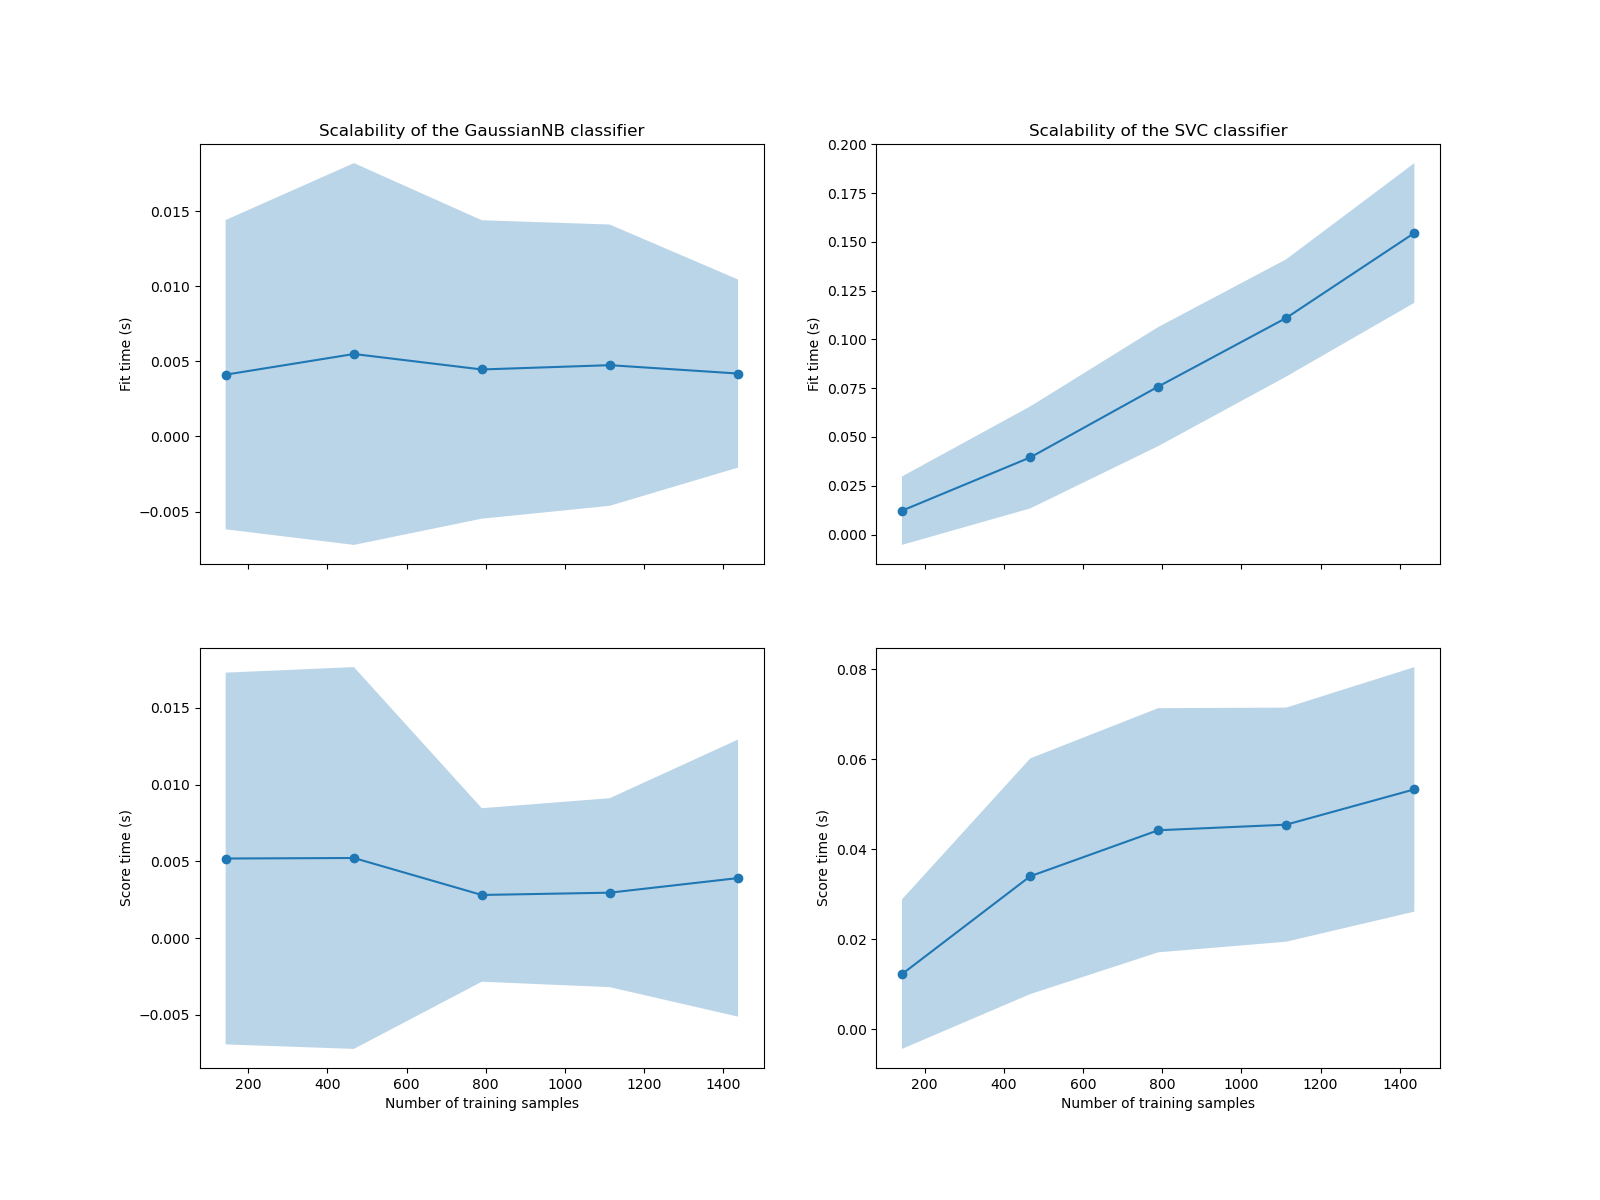 Scalability of the GaussianNB classifier
0.015
0.010
0.005
0.000
−0.005
Fit time (s)
Scalability of the SVC classifier
0.200
0.175
0.150
0.125
0.100
0.075
0.050
0.025
0.000
Fit time (s)
0.015
0.010
0.005
0.000
−0.005
Score time (s)
200 400 600 800 1000 1200 1400
Number of training samples
0.08
0.06
0.04
0.02
0.00
Score time (s)
200 400 600 800 1000 1200 1400
Number of training samples